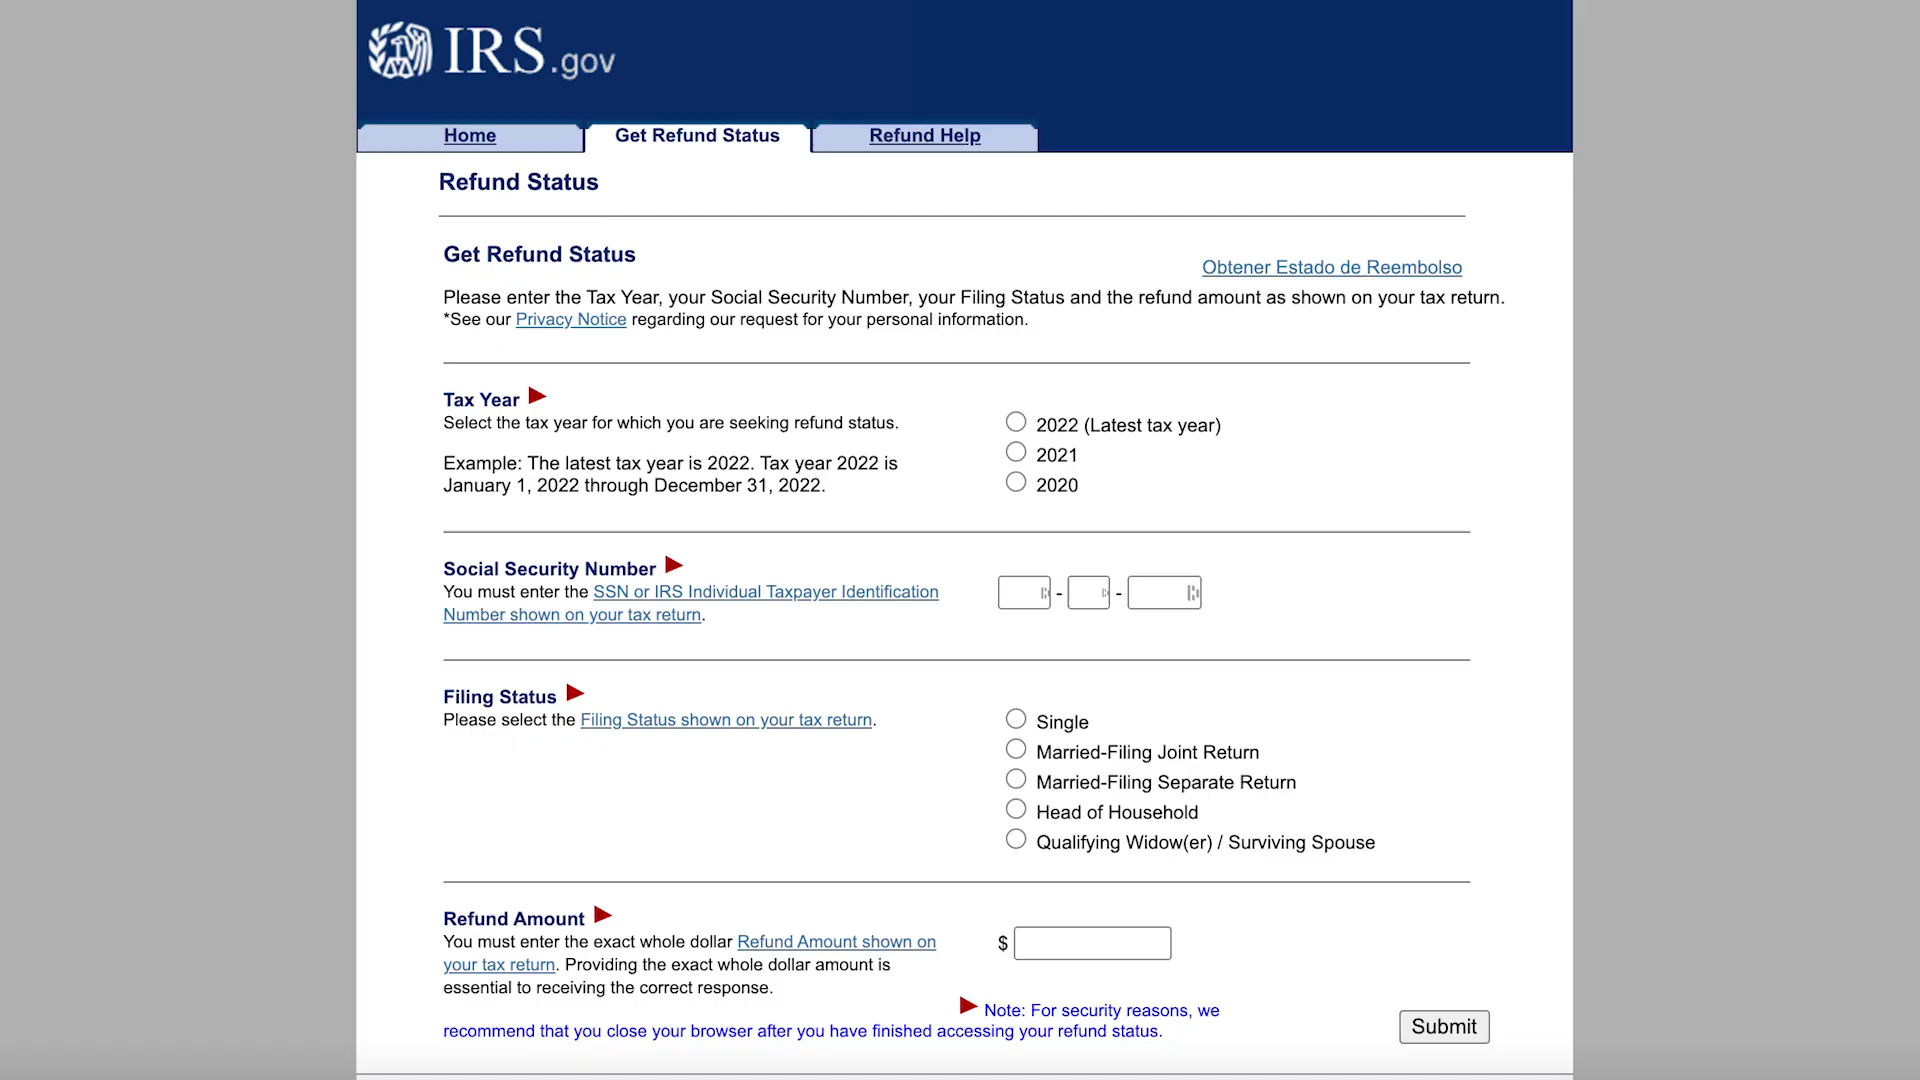 IRS.gov
Home
Get Refund Status
Refund Help
Refund Status
Get Refund Status
Obtener Estado de Reembolso
Please enter the Tax Year, your Social Security Number, your Filing Status and the refund amount as shown on your tax return.
*See our Privacy Notice regarding our request for your personal information.
Tax Year
Select the tax year for which you are seeking refund status.
Example: The latest tax year is 2022. Tax year 2022 is
January 1, 2022 through December 31, 2022.
2022 (Latest tax year)
2021
2020
Social Security Number
You must enter the SSN or IRS Individual Taxpayer Identification
Number shown on your tax return.
- -
Filing Status
Please select the Filing Status shown on your tax return.
Single
Married-Filing Joint Return
Married-Filing Separate Return
Head of Household
Qualifying Widow(er) / Surviving Spouse
Refund Amount
You must enter the exact whole dollar Refund Amount shown on
your tax return. Providing the exact whole dollar amount is
essential to receiving the correct response.
$
Note: For security reasons, we
recommend that you close your browser after you have finished accessing your refund status.
Submit